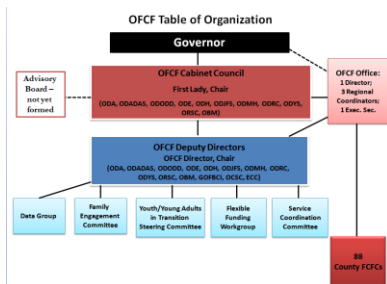 OFCF Table of Organization
Governor
Advisory
Board – not
yet formed
OFCF Cabinet Council
First Lady, Chair
(ODA, ODADAS, ODODD, ODE, ODH, ODJFS, ODMH, ODRC, ODYS,
ORSC, OBM)
OFCF Office:
1 Director;
3 Regional
Coordinators;
1 Exec. Sec.
OFCF Deputy Directors
OFCF Director, Chair
(ODA, ODADAS, ODODD, ODE, ODH, ODJFS, ODMH, ODRC,
ODYS, ORSC, OBM, GOFBCI, OCSC, ECC)
Data Group
Family
Engagement
Committee
Youth/Young Adults
in Transition
Steering Committee
Flexible
Funding
Workgroup
Service
Coordination
Committee
88
County FCFCs